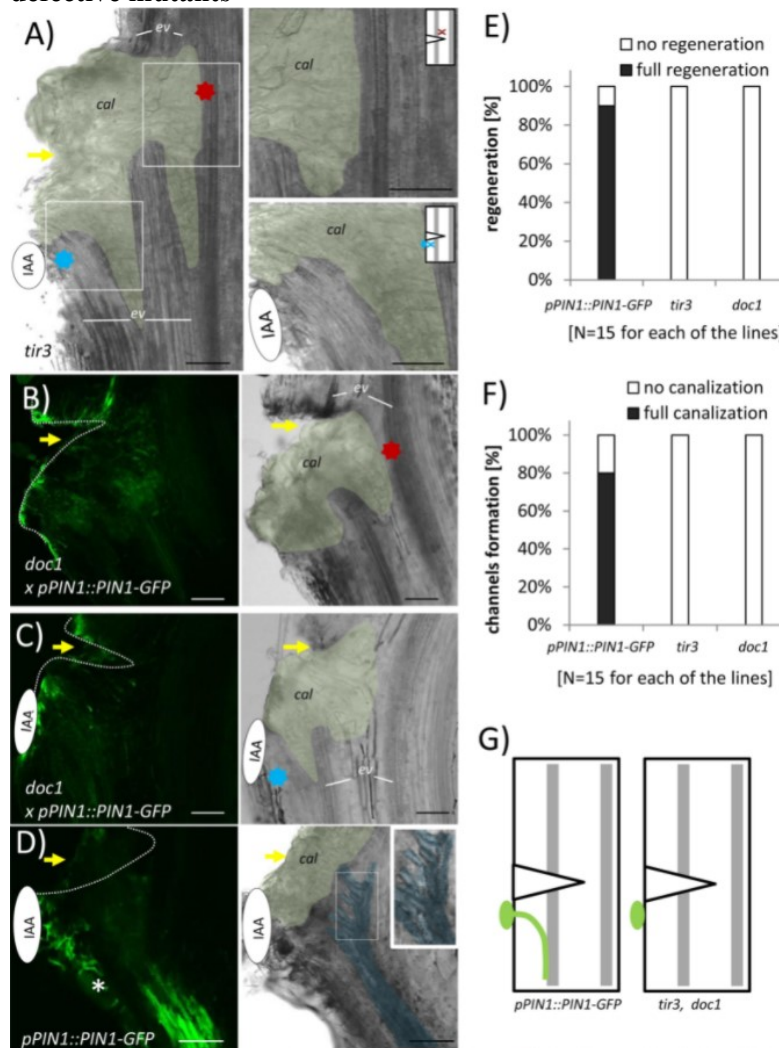 defective mutants
A)
ev
cal
IAA
ev
tir3
cal
cal
IAA
B)
doc1
x pPIN1::PIN1-GFP
ev
cal
C)
IAA
doc1
x pPIN1::PIN1-GFP
cal
IAA
ev
D)
IAA
*
pPIN1::PIN1-GFP
cal
IAA
E)
no regeneration
full regeneration
regeneration [%]
100%
80%
60%
40%
20%
0%
pPIN1::PIN1-GFP tir3 doc1
[N=15 for each of the lines]
F)
no canalization
full canalization
channels formation [%]
100%
80%
60%
40%
20%
0%
pPIN1::PIN1-GFP tir3 doc1
[N=15 for each of the lines]
G)
pPIN1::PIN1-GFP tir3, doc1